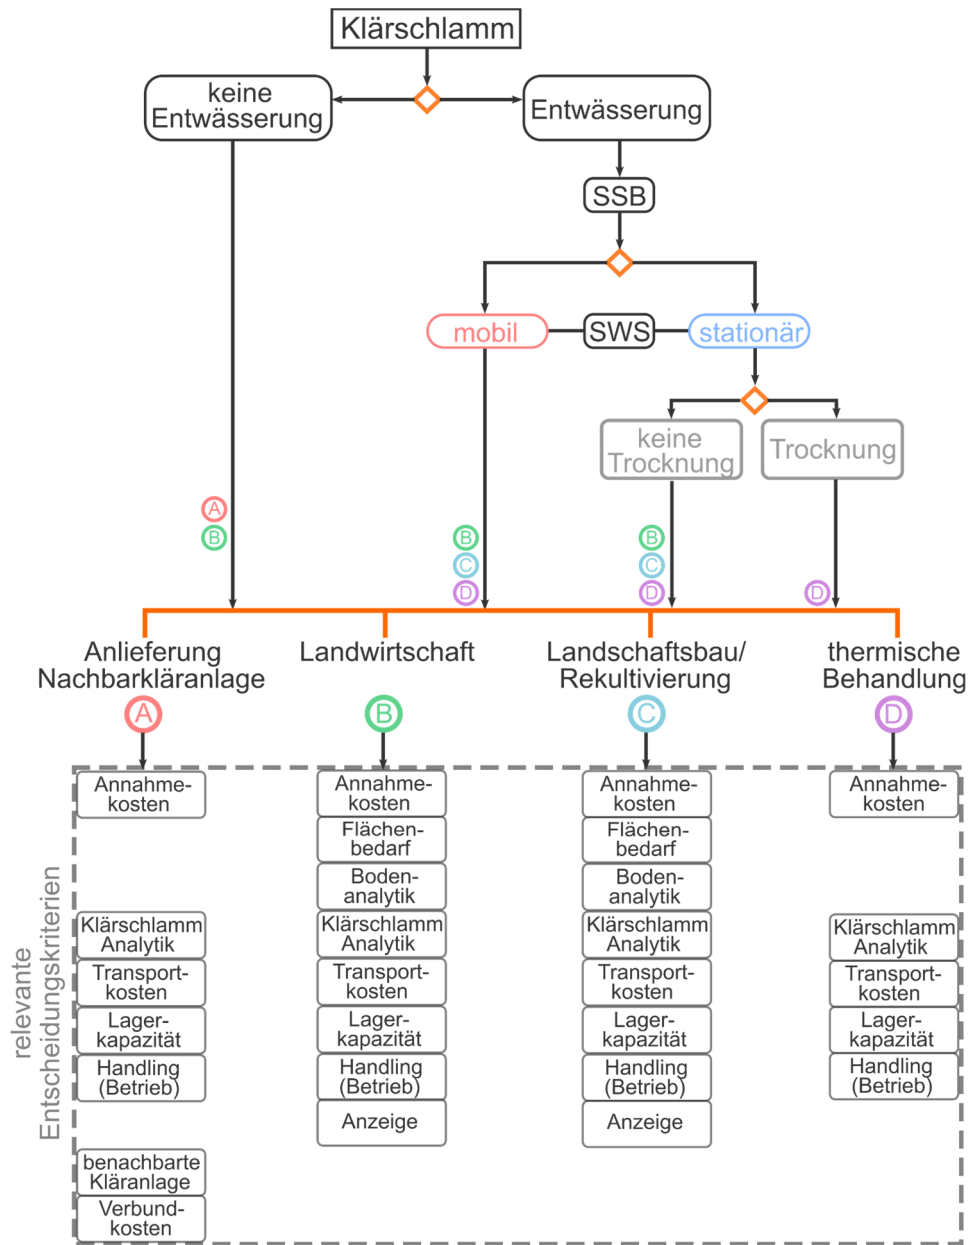 Klärschlamm
keine
Entwässerung
Entwässerung
SSB
mobil
SWS
stationär
keine
Trocknung
Trocknung
A
B
B
C
D
B
C
D
D
Anlieferung
Nachbarkläranlage
Landwirtschaft
Landschaftsbau/
Rekultivierung
thermische
Behandlung
A
B
C
D
relevante
Entscheidungskriterien
Annahme-
kosten
Klärschlamm
Analytik
Transport-
kosten
Lager-
kapazität
Handling
(Betrieb)
benachbarte
Kläranlage
Verbund-
kosten
Annahme-
kosten
Flächen-
bedarf
Boden-
analytik
Klärschlamm
Analytik
Transport-
kosten
Lager-
kapazität
Handling
(Betrieb)
Anzeige
Annahme-
kosten
Flächen-
bedarf
Boden-
analytik
Klärschlamm
Analytik
Transport-
kosten
Lager-
kapazität
Handling
(Betrieb)
Anzeige
Annahme-
kosten
Klärschlamm
Analytik
Transport-
kosten
Lager-
kapazität
Handling
(Betrieb)